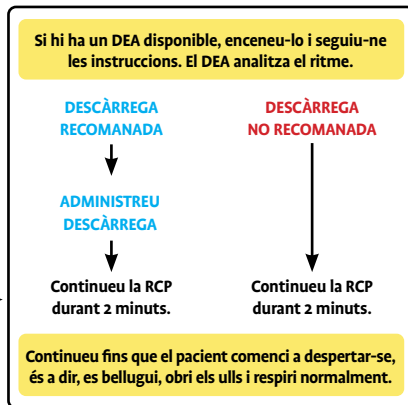 Si hi ha un DEA disponible, enceneu-lo i seguiu-ne
les instruccions. El DEA analitza el ritme.
DESCÀRREGA
RECOMANADA
DESCÀRREGA
NO RECOMANADA
ADMINISTREU
DESCÀRREGA
Continueu la RCP
durant 2 minuts.
Continueu la RCP
durant 2 minuts.
Continueu fins que el pacient comenci a despertar-se,
és a dir, es bellugui, obri els ulls i respiri normalment.